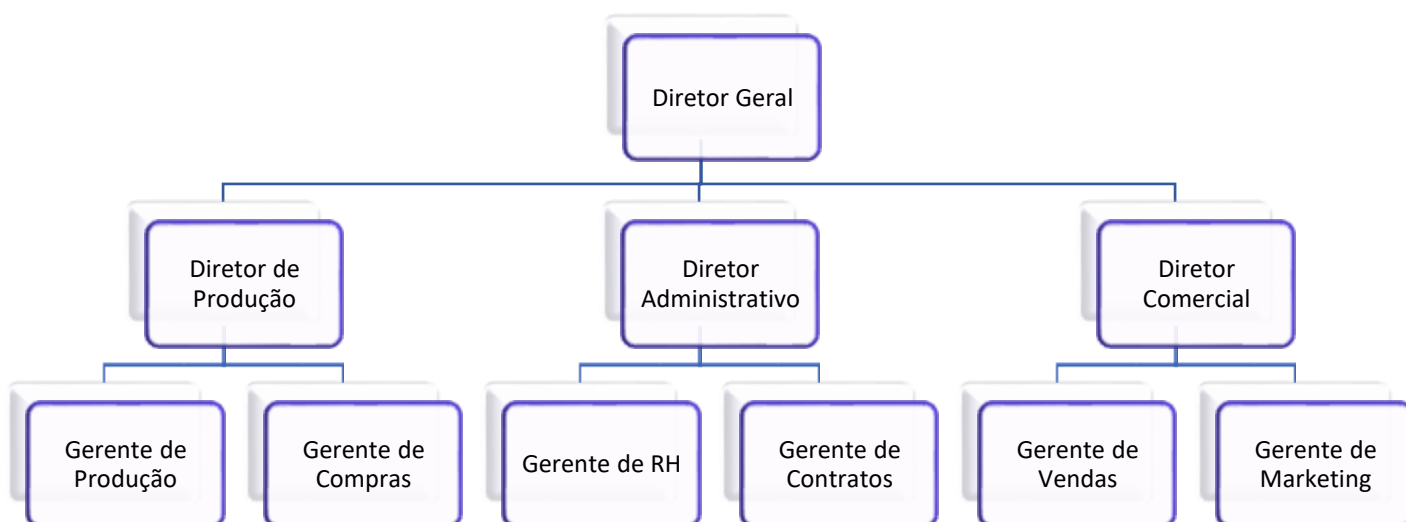 Diretor Geral
Diretor de
Produção
Diretor
Administrativo
Diretor
Comercial
Gerente de
Produção
Gerente de
Compras
Gerente de RH
Gerente de
Contratos
Gerente de
Vendas
Gerente de
Marketing